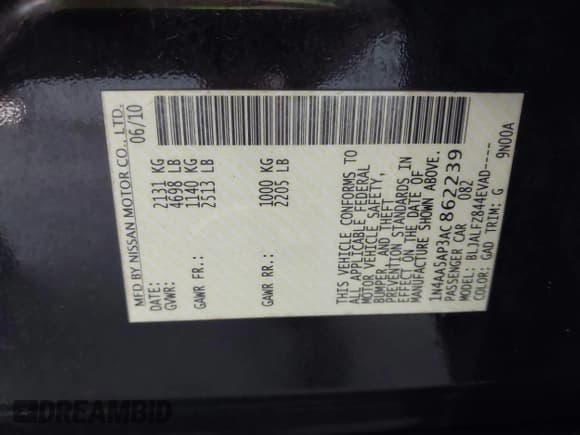 MFD BY NISSAN MOTOR CO., LTD.
DATE: 06/10
GVWR: 2131 KG
4698 LB
GAWR FR.: 1140 KG
2513 LB
GAWR RR.: 1000 KG
2205 LB
THIS VEHICLE CONFORMS TO
ALL APPLICABLE FEDERAL
MOTOR VEHICLE SAFETY,
BUMPER, AND THEFT
PREVENTION STANDARDS IN
EFFECT ON THE DATE OF
MANUFACTURE SHOWN ABOVE.
1N4AA5AP3AC862239
PASSENGER CAR 082
BLJALFZ844EVAD----
COLOR: GAD TRIM: G 9N00A
DREAMBID